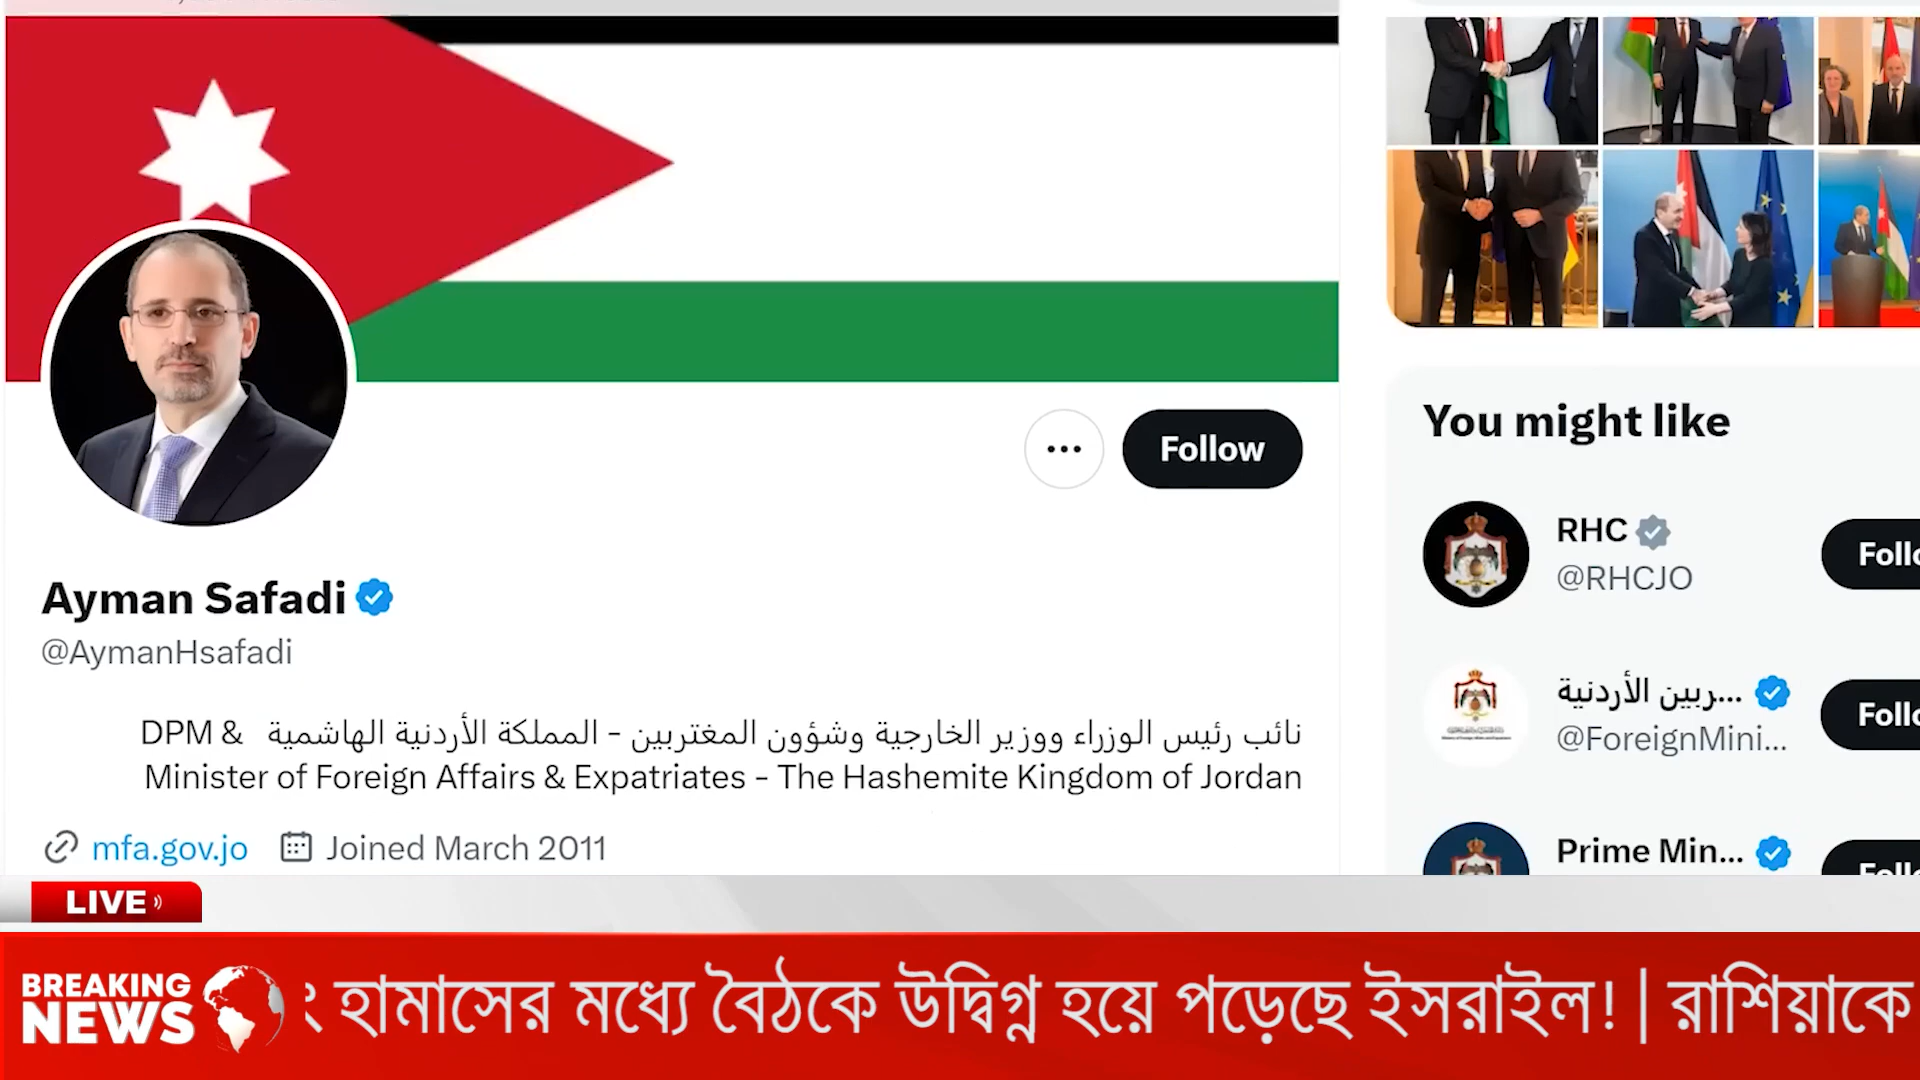 Follow
Ayman Safadi
@AymanHsafadi
نائب رئيس الوزراء ووزير الخارجية وشؤون المغتربين - المملكة الأردنية الهاشمية DPM &
Minister of Foreign Affairs & Expatriates - The Hashemite Kingdom of Jordan
mfa.gov.jo Joined March 2011
You might like
RHC
@RHCJO
...ربين الأردنية
@ForeignMini...
Prime Min...
LIVE
BREAKING
NEWS
হামাসের মধ্যে বৈঠকে উদ্বিগ্ন হয়ে পড়েছে ইসরাইল! | রাশিয়াকে